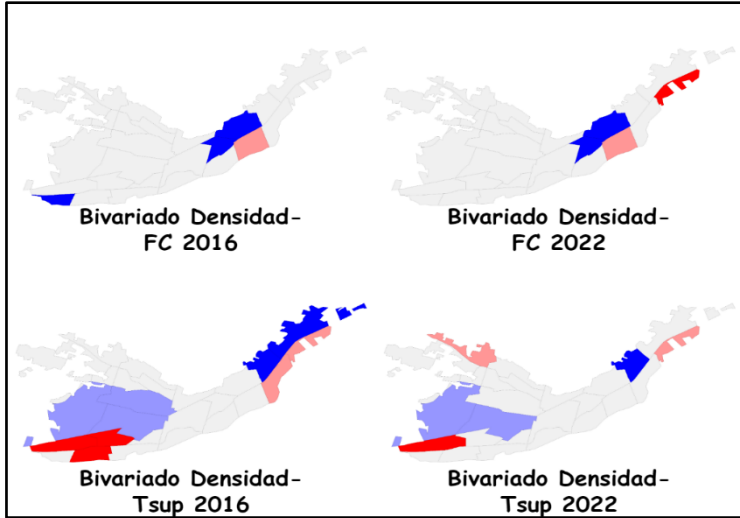 Bivariado Densidad-
FC 2016
Bivariado Densidad-
FC 2022
Bivariado Densidad-
Tsup 2016
Bivariado Densidad-
Tsup 2022